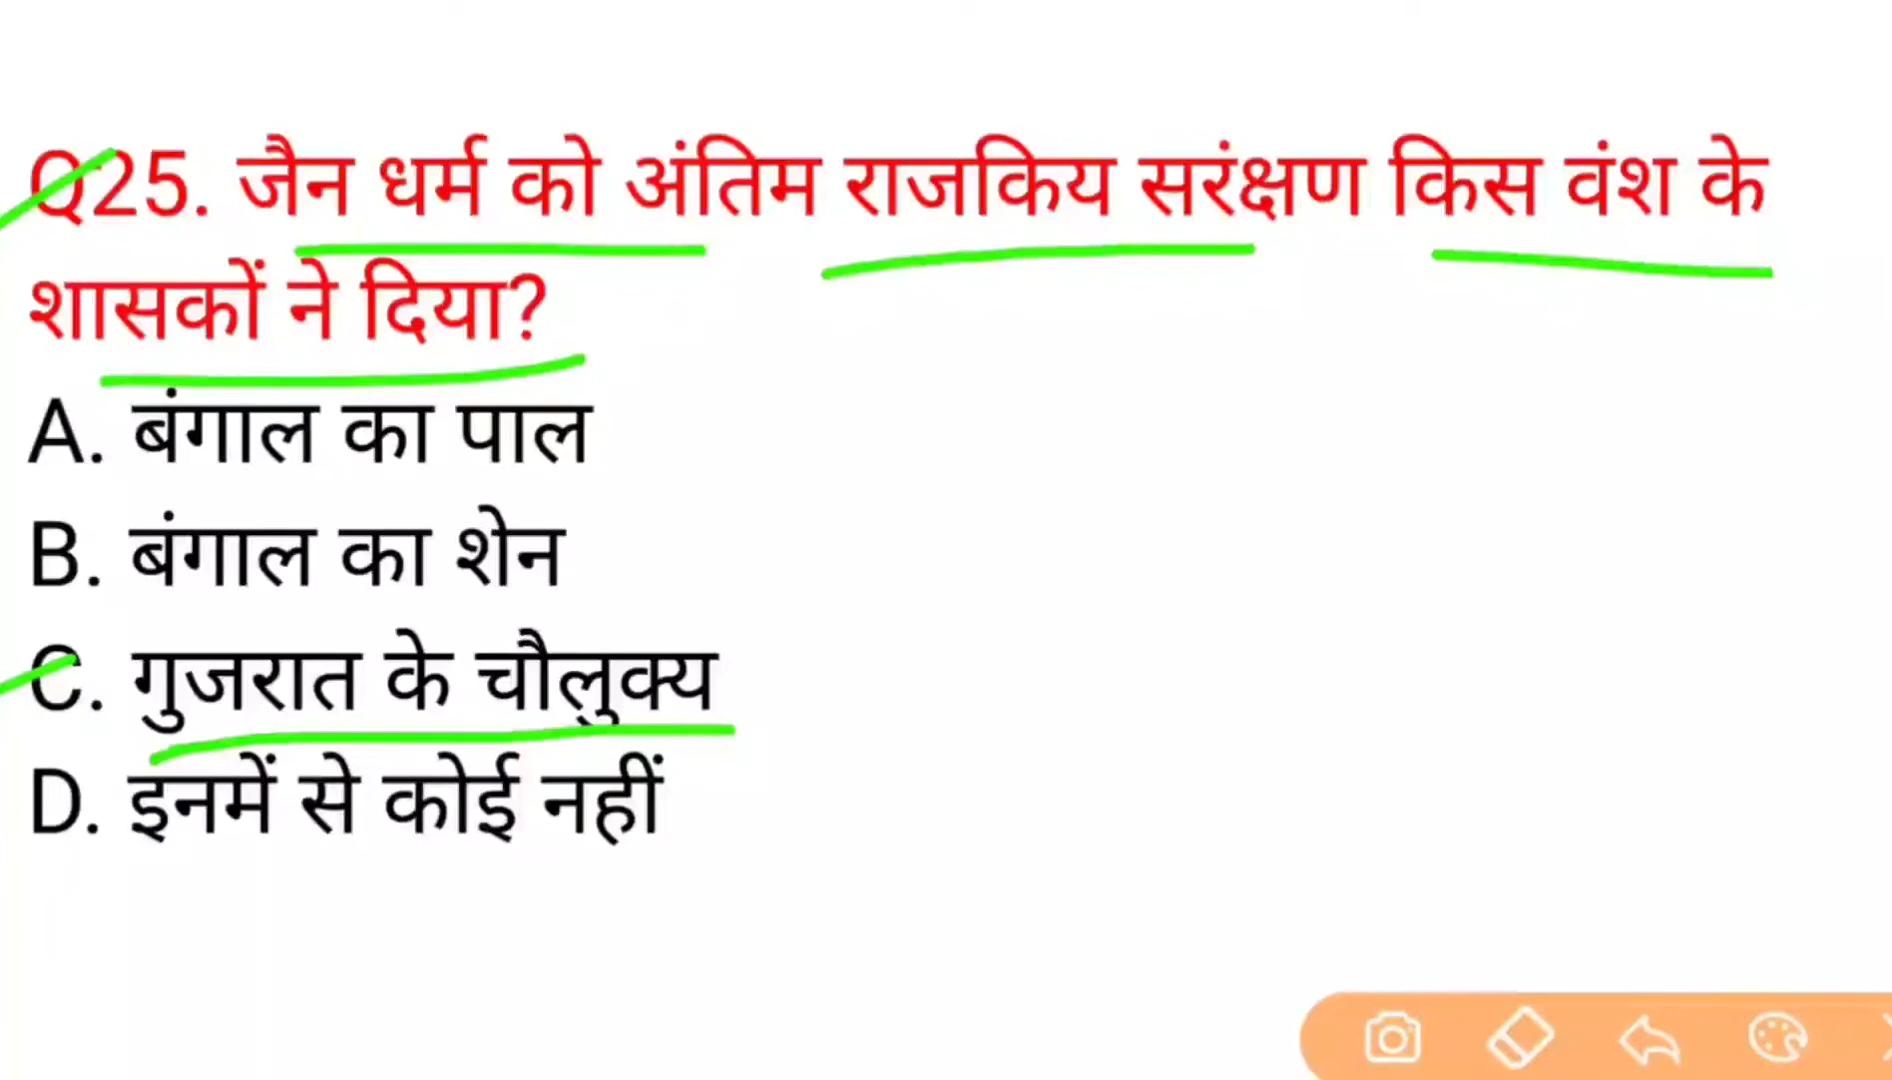 Q25. जैन धर्म को अंतिम राजकिय सरंक्षण किस वंश के
शासकों ने दिया?
A. बंगाल का पाल
B. बंगाल का शेन
C. गुजरात के चौलुक्य
D. इनमें से कोई नहीं